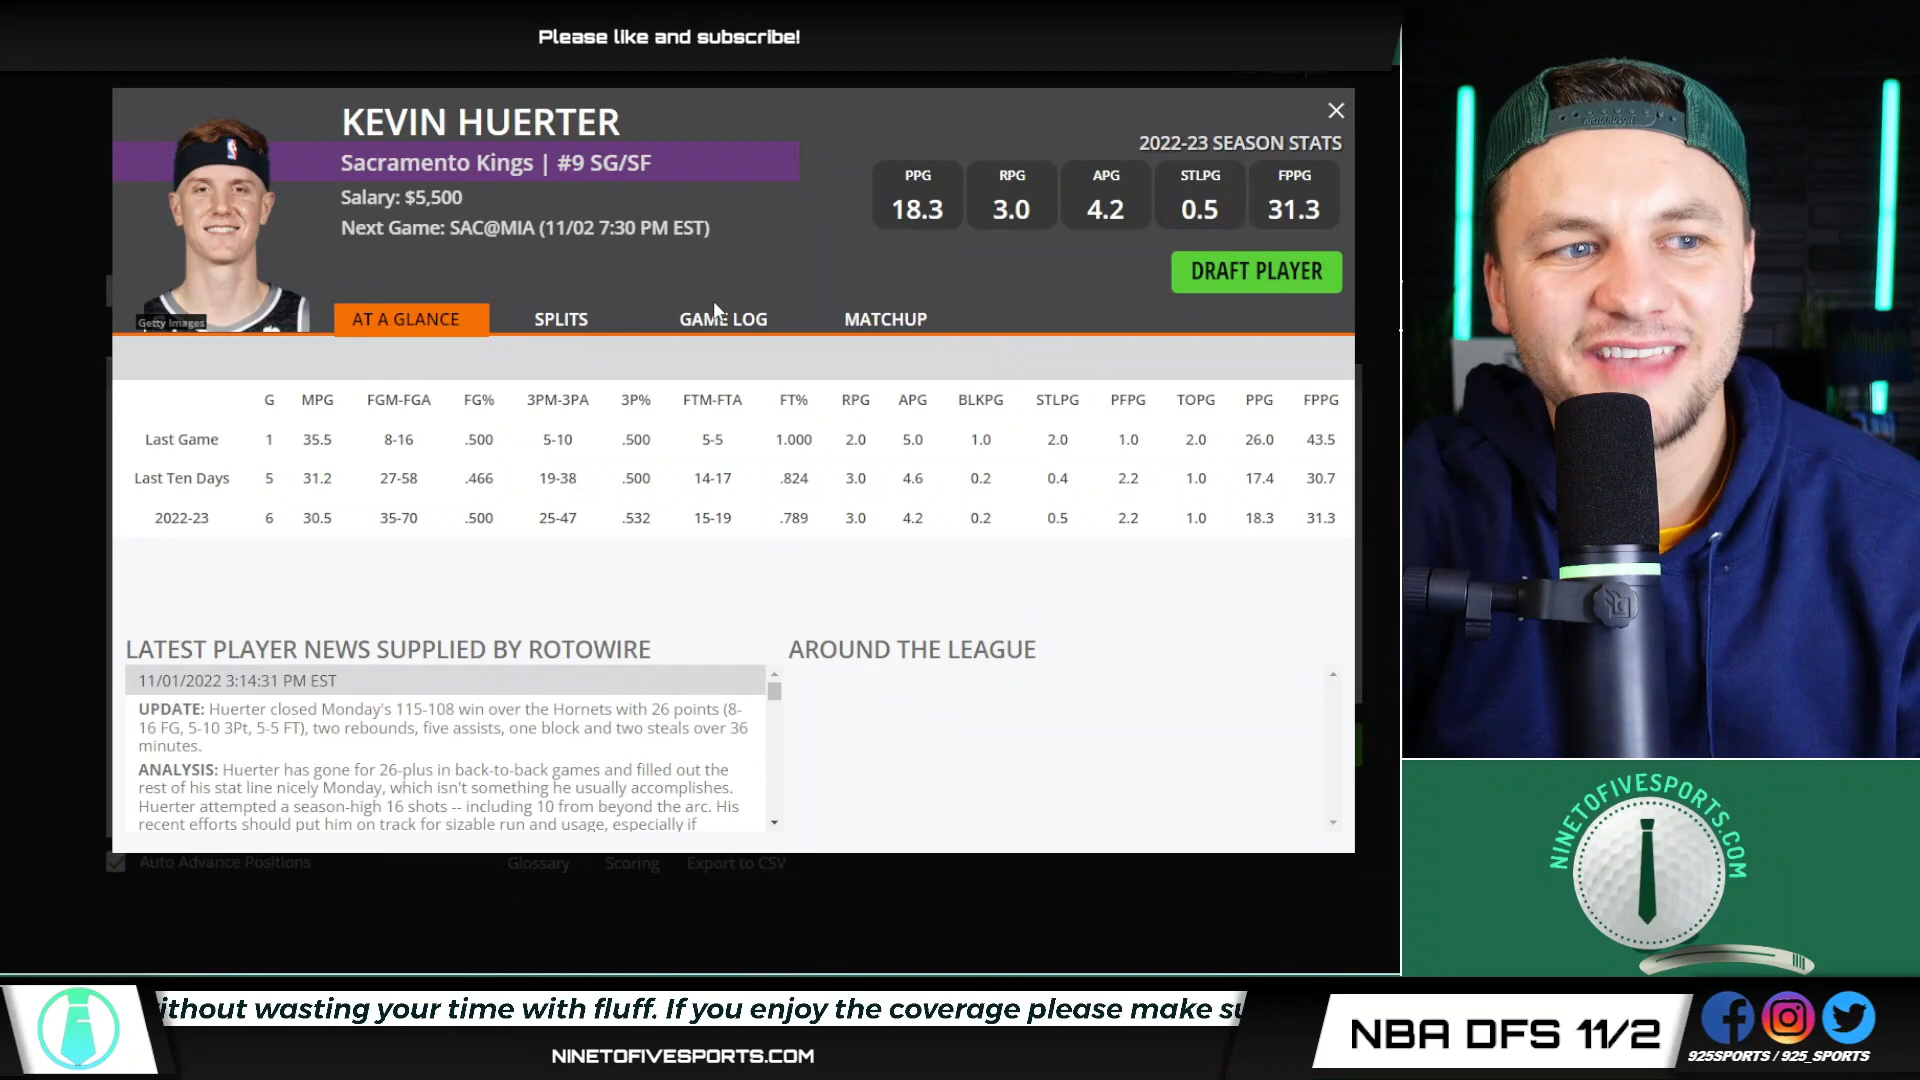 Please like and subscribe!
KEVIN HUERTER
Sacramento Kings | #9 SG/SF
Salary: $5,500
Next Game: SAC@MIA (11/02 7:30 PM EST)
2022-23 SEASON STATS
PPG RPG APG STLPG FPPG
18.3 3.0 4.2 0.5 31.3
DRAFT PLAYER
Getty Images
AT A GLANCE SPLITS GAME LOG MATCHUP
G MPG FGM-FGA FG% 3PM-3PA 3P% FTM-FTA FT% RPG APG BLKPG STLPG PFPG TOPG PPG FPPG
Last Game 1 35.5 8-16 .500 5-10 .500 5-5 1.000 2.0 5.0 1.0 2.0 1.0 2.0 26.0 43.5
Last Ten Days 5 31.2 27-58 .466 19-38 .500 14-17 .824 3.0 4.6 0.2 0.4 2.2 1.0 17.4 30.7
2022-23 6 30.5 35-70 .500 25-47 .532 15-19 .789 3.0 4.2 0.2 0.5 2.2 1.0 18.3 31.3
LATEST PLAYER NEWS SUPPLIED BY ROTOWIRE
AROUND THE LEAGUE
11/01/2022 3:14:31 PM EST
UPDATE: Huerter closed Monday's 115-108 win over the Hornets with 26 points (8-
16 FG, 5-10 3Pt, 5-5 FT), two rebounds, five assists, one block and two steals over 36
minutes.
ANALYSIS: Huerter has gone for 26-plus in back-to-back games and filled out the
rest of his stat line nicely Monday, which isn't something he usually accomplishes.
Huerter attempted a season-high 16 shots -- including 10 from beyond the arc. His
recent efforts should put him on track for sizable run and usage, especially if
Auto Advance Positions Glossary Scoring Export to CSV
NINETOFIVESPORTS.COM
ithout wasting your time with fluff. If you enjoy the coverage please make su
NINETOFIVESPORTS.COM
NBA DFS 11/2
925SPORTS / 925_SPORTS